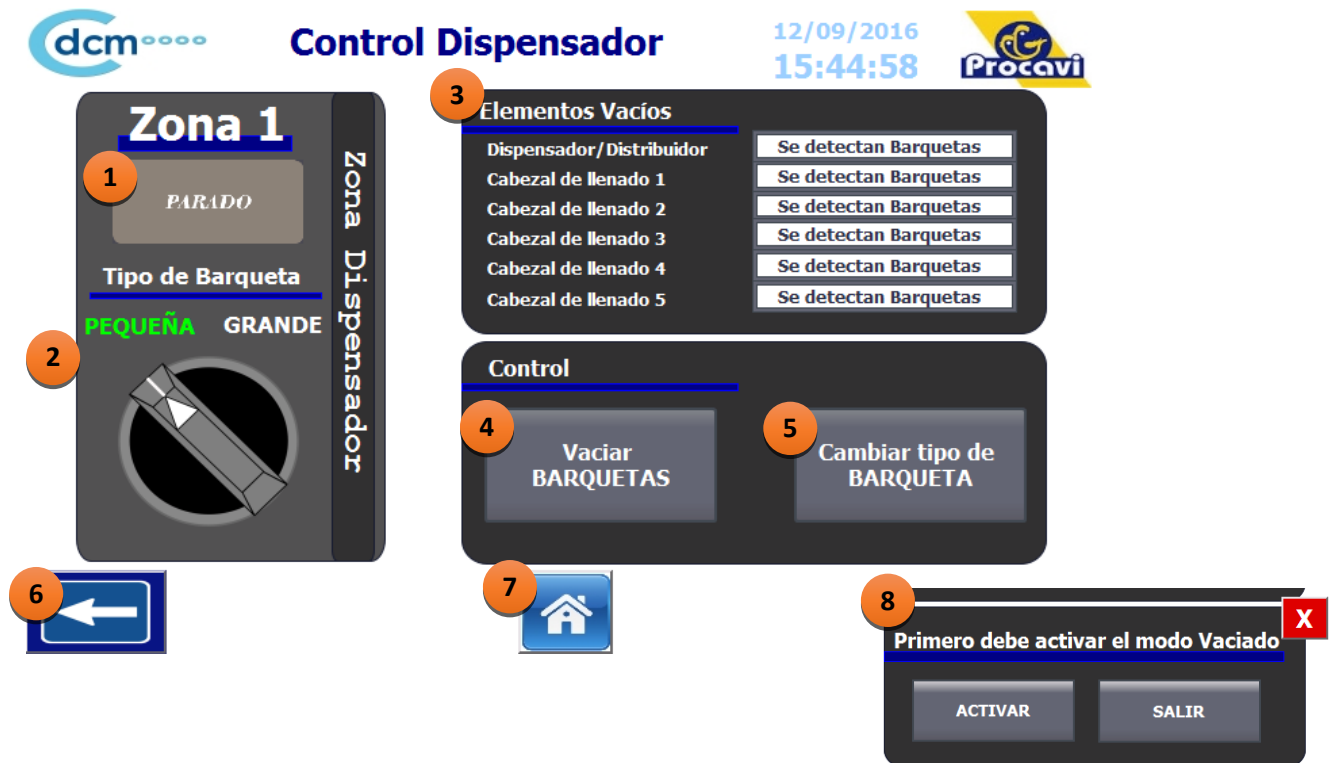 dcm
Control Dispensador
12/09/2016
15:44:58
Procavi
Zona 1
1
PARADO
Tipo de Barqueta
PEQUEÑA GRANDE
2
Zona Dispensador
3
Elementos Vacíos
Dispensador/Distribuidor Se detectan Barquetas
Cabezal de llenado 1 Se detectan Barquetas
Cabezal de llenado 2 Se detectan Barquetas
Cabezal de llenado 3 Se detectan Barquetas
Cabezal de llenado 4 Se detectan Barquetas
Cabezal de llenado 5 Se detectan Barquetas
Control
4
Vaciar
BARQUETAS
5
Cambiar tipo de
BARQUETA
6
7
8
X
Primero debe activar el modo Vaciado
ACTIVAR SALIR